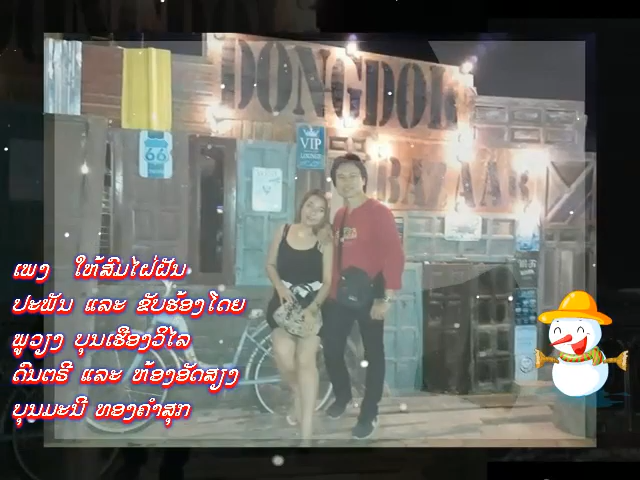 DONGDOK
BAZAAR
VIP
66
ເພງ ໃຫ້ສົມໄຝ່ຝັນ
ປະພັນ ແລະ ຂັບຮ້ອງໂດຍ
ພູວຽງ ບຸນເຮືອງວິໄລ
ດົນຕຣີ ແລະ ຫ້ອງອັດສຽງ
ບຸນມະນີ ທອງຄຳສຸກ